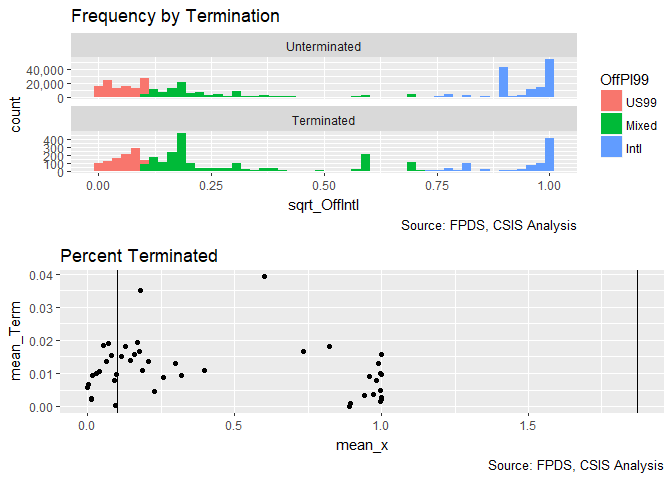 Frequency by Termination
Unterminated
40,000
20,000
0
count
Terminated
400
300
200
100
0
0.00 0.25 0.50 0.75 1.00
sqrt_OffIntl
OffPl99
US99
Mixed
Intl
Source: FPDS, CSIS Analysis
Percent Terminated
0.04
0.03
0.02
0.01
0.00
mean_Term
0.0 0.5 1.0 1.5
mean_x
Source: FPDS, CSIS Analysis